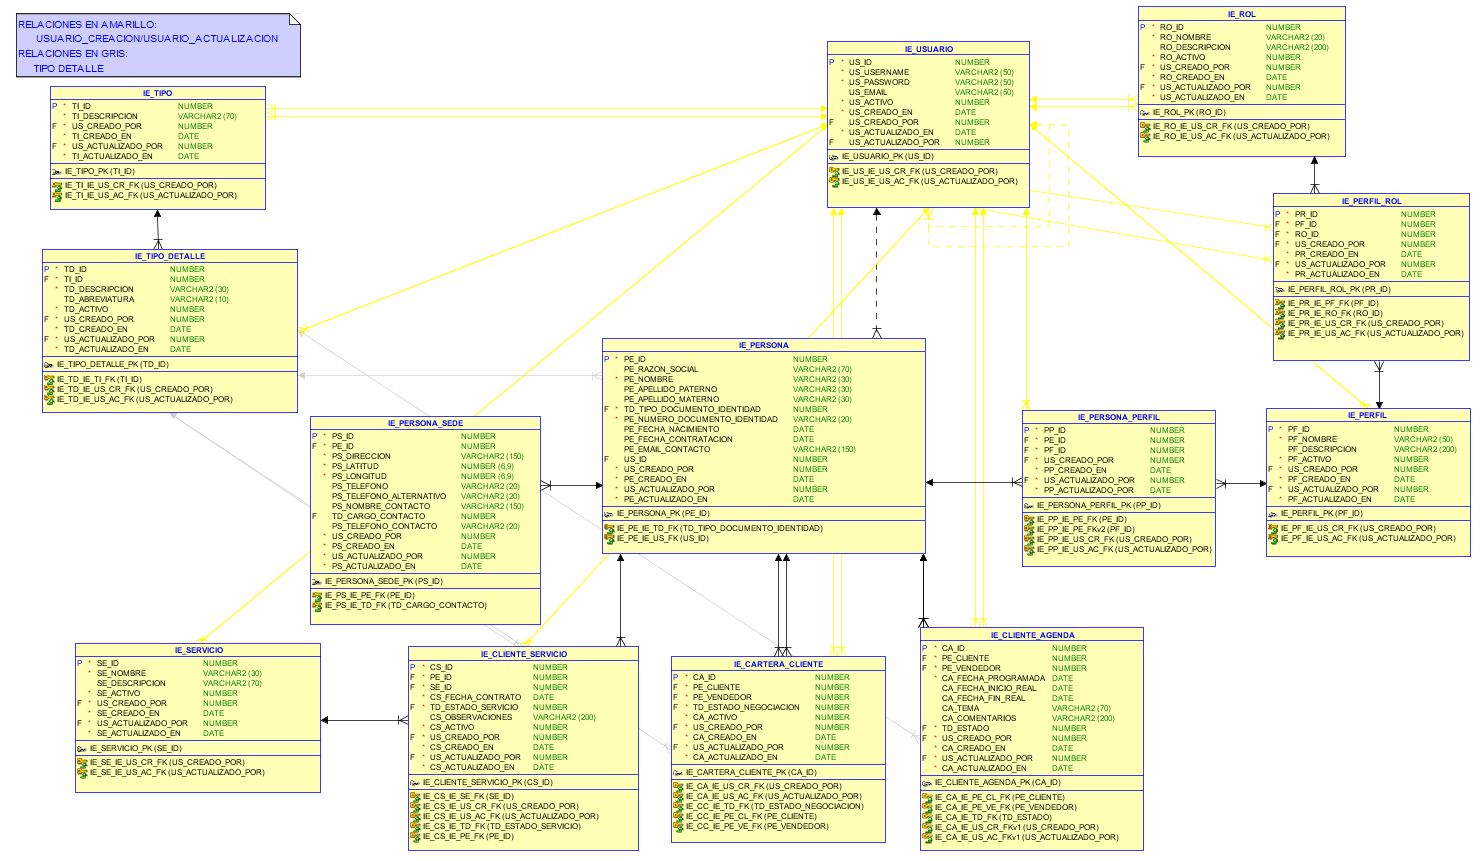 RELACIONES EN AMARILLO:
USUARIO_CREACION/USUARIO_ACTUALIZACION
RELACIONES EN GRIS:
TIPO DETALLE
IE_TIPO
P * TI_ID NUMBER
* TI_DESCRIPCION VARCHAR2 (70)
F * US_CREADO_POR NUMBER
* TI_CREADO_EN DATE
F * US_ACTUALIZADO_POR NUMBER
* TI_ACTUALIZADO_EN DATE
IE_TIPO_PK (TI_ID)
IE_TI_IE_US_CR_FK (US_CREADO_POR)
IE_TI_IE_US_AC_FK (US_ACTUALIZADO_POR)
IE_USUARIO
P * US_ID NUMBER
* US_USERNAME VARCHAR2 (50)
* US_PASSWORD VARCHAR2 (50)
US_EMAIL VARCHAR2 (50)
* US_ACTIVO NUMBER
* US_CREADO_EN DATE
F US_CREADO_POR NUMBER
* US_ACTUALIZADO_EN DATE
F US_ACTUALIZADO_POR NUMBER
IE_USUARIO_PK (US_ID)
IE_US_IE_US_CR_FK (US_CREADO_POR)
IE_US_IE_US_AC_FK (US_ACTUALIZADO_POR)
IE_ROL
P * RO_ID NUMBER
* RO_NOMBRE VARCHAR2 (20)
RO_DESCRIPCION VARCHAR2 (200)
* RO_ACTIVO NUMBER
F * US_CREADO_POR NUMBER
* RO_CREADO_EN DATE
F * US_ACTUALIZADO_POR NUMBER
* US_ACTUALIZADO_EN DATE
IE_ROL_PK (RO_ID)
IE_RO_IE_US_CR_FK (US_CREADO_POR)
IE_RO_IE_US_AC_FK (US_ACTUALIZADO_POR)
IE_PERFIL_ROL
P * PR_ID NUMBER
F * PF_ID NUMBER
F * RO_ID NUMBER
F * US_CREADO_POR NUMBER
* PR_CREADO_EN DATE
F * US_ACTUALIZADO_POR NUMBER
* PR_ACTUALIZADO_EN DATE
IE_PERFIL_ROL_PK (PR_ID)
IE_PR_IE_PF_FK (PF_ID)
IE_PR_IE_RO_FK (RO_ID)
IE_PR_IE_US_CR_FK (US_CREADO_POR)
IE_PR_IE_US_AC_FK (US_ACTUALIZADO_POR)
IE_TIPO_DETALLE
P * TD_ID NUMBER
F * TI_ID NUMBER
* TD_DESCRIPCION VARCHAR2 (30)
TD_ABREVIATURA VARCHAR2 (10)
* TD_ACTIVO NUMBER
F * US_CREADO_POR NUMBER
* TD_CREADO_EN DATE
F * US_ACTUALIZADO_POR NUMBER
* TD_ACTUALIZADO_EN DATE
IE_TIPO_DETALLE_PK (TD_ID)
IE_TD_IE_TI_FK (TI_ID)
IE_TD_IE_US_CR_FK (US_CREADO_POR)
IE_TD_IE_US_AC_FK (US_ACTUALIZADO_POR)
IE_PERSONA
P * PE_ID NUMBER
PE_RAZON_SOCIAL VARCHAR2 (70)
* PE_NOMBRE VARCHAR2 (30)
PE_APELLIDO_PATERNO VARCHAR2 (30)
PE_APELLIDO_MATERNO VARCHAR2 (30)
F * TD_TIPO_DOCUMENTO_IDENTIDAD NUMBER
* PE_NUMERO_DOCUMENTO_IDENTIDAD VARCHAR2 (20)
PE_FECHA_NACIMIENTO DATE
PE_FECHA_CONTRATACION DATE
PE_EMAIL_CONTACTO VARCHAR2 (150)
F US_ID NUMBER
* US_CREADO_POR NUMBER
* PE_CREADO_EN DATE
* US_ACTUALIZADO_POR NUMBER
* PE_ACTUALIZADO_EN DATE
IE_PERSONA_PK (PE_ID)
IE_PE_IE_TD_FK (TD_TIPO_DOCUMENTO_IDENTIDAD)
IE_PE_IE_US_FK (US_ID)
IE_PERSONA_SEDE
P * PS_ID NUMBER
F * PE_ID NUMBER
* PS_DIRECCION VARCHAR2 (150)
* PS_LATITUD NUMBER (6,9)
* PS_LONGITUD NUMBER (6,9)
PS_TELEFONO VARCHAR2 (20)
PS_TELEFONO_ALTERNATIVO VARCHAR2 (20)
PS_NOMBRE_CONTACTO VARCHAR2 (150)
F TD_CARGO_CONTACTO NUMBER
PS_TELEFONO_CONTACTO VARCHAR2 (20)
* US_CREADO_POR NUMBER
* PS_CREADO_EN DATE
* US_ACTUALIZADO_POR NUMBER
* PS_ACTUALIZADO_EN DATE
IE_PERSONA_SEDE_PK (PS_ID)
IE_PS_IE_PE_FK (PE_ID)
IE_PS_IE_TD_FK (TD_CARGO_CONTACTO)
IE_PERSONA_PERFIL
P * PP_ID NUMBER
F * PE_ID NUMBER
F * PF_ID NUMBER
F * US_CREADO_POR NUMBER
* PP_CREADO_EN DATE
F * US_ACTUALIZADO_POR NUMBER
* PP_ACTUALIZADO_EN DATE
IE_PERSONA_PERFIL_PK (PP_ID)
IE_PP_IE_PE_FK (PE_ID)
IE_PP_IE_PE_FKv2 (PF_ID)
IE_PP_IE_US_CR_FK (US_CREADO_POR)
IE_PP_IE_US_AC_FK (US_ACTUALIZADO_POR)
IE_PERFIL
P * PF_ID NUMBER
* PF_NOMBRE VARCHAR2 (50)
PF_DESCRIPCION VARCHAR2 (200)
* PF_ACTIVO NUMBER
F * US_CREADO_POR NUMBER
* PF_CREADO_EN DATE
F * US_ACTUALIZADO_POR NUMBER
* PF_ACTUALIZADO_EN DATE
IE_PERFIL_PK (PF_ID)
IE_PF_IE_US_CR_FK (US_CREADO_POR)
IE_PF_IE_US_AC_FK (US_ACTUALIZADO_POR)
IE_SERVICIO
P * SE_ID NUMBER
* SE_NOMBRE VARCHAR2 (30)
SE_DESCRIPCION VARCHAR2 (70)
* SE_ACTIVO NUMBER
F * US_CREADO_POR NUMBER
* SE_CREADO_EN DATE
F * US_ACTUALIZADO_POR NUMBER
* SE_ACTUALIZADO_EN DATE
IE_SERVICIO_PK (SE_ID)
IE_SE_IE_US_CR_FK (US_CREADO_POR)
IE_SE_IE_US_AC_FK (US_ACTUALIZADO_POR)
IE_CLIENTE_SERVICIO
P * CS_ID NUMBER
F * PE_ID NUMBER
F * SE_ID NUMBER
* CS_FECHA_CONTRATO DATE
F * TD_ESTADO_SERVICIO NUMBER
CS_OBSERVACIONES VARCHAR2 (200)
* CS_ACTIVO NUMBER
F * US_CREADO_POR NUMBER
* CS_CREADO_EN DATE
F * US_ACTUALIZADO_POR NUMBER
* CS_ACTUALIZADO_EN DATE
IE_CLIENTE_SERVICIO_PK (CS_ID)
IE_CS_IE_SE_FK (SE_ID)
IE_CS_IE_US_CR_FK (US_CREADO_POR)
IE_CS_IE_US_AC_FK (US_ACTUALIZADO_POR)
IE_CS_IE_TD_FK (TD_ESTADO_SERVICIO)
IE_CS_IE_PE_FK (PE_ID)
IE_CARTERA_CLIENTE
P * CA_ID NUMBER
F * PE_CLIENTE NUMBER
F * PE_VENDEDOR NUMBER
F * TD_ESTADO_NEGOCIACION NUMBER
* CA_ACTIVO NUMBER
F * US_CREADO_POR NUMBER
* CA_CREADO_EN DATE
F * US_ACTUALIZADO_POR NUMBER
* CA_ACTUALIZADO_EN DATE
IE_CARTERA_CLIENTE_PK (CA_ID)
IE_CA_IE_US_CR_FK (US_CREADO_POR)
IE_CA_IE_US_AC_FK (US_ACTUALIZADO_POR)
IE_CC_IE_TD_FK (TD_ESTADO_NEGOCIACION)
IE_CC_IE_PE_CL_FK (PE_CLIENTE)
IE_CC_IE_PE_VE_FK (PE_VENDEDOR)
IE_CLIENTE_AGENDA
P * CA_ID NUMBER
F * PE_CLIENTE NUMBER
F * PE_VENDEDOR NUMBER
* CA_FECHA_PROGRAMADA DATE
CA_FECHA_INICIO_REAL DATE
CA_FECHA_FIN_REAL DATE
CA_TEMA VARCHAR2 (70)
CA_COMENTARIOS VARCHAR2 (200)
F * TD_ESTADO NUMBER
F * US_CREADO_POR NUMBER
* CA_CREADO_EN DATE
F * US_ACTUALIZADO_POR NUMBER
* CA_ACTUALIZADO_EN DATE
IE_CLIENTE_AGENDA_PK (CA_ID)
IE_CA_IE_PE_CL_FK (PE_CLIENTE)
IE_CA_IE_PE_VE_FK (PE_VENDEDOR)
IE_CA_IE_TD_FK (TD_ESTADO)
IE_CA_IE_US_CR_FKv1 (US_CREADO_POR)
IE_CA_IE_US_AC_FKv1 (US_ACTUALIZADO_POR)